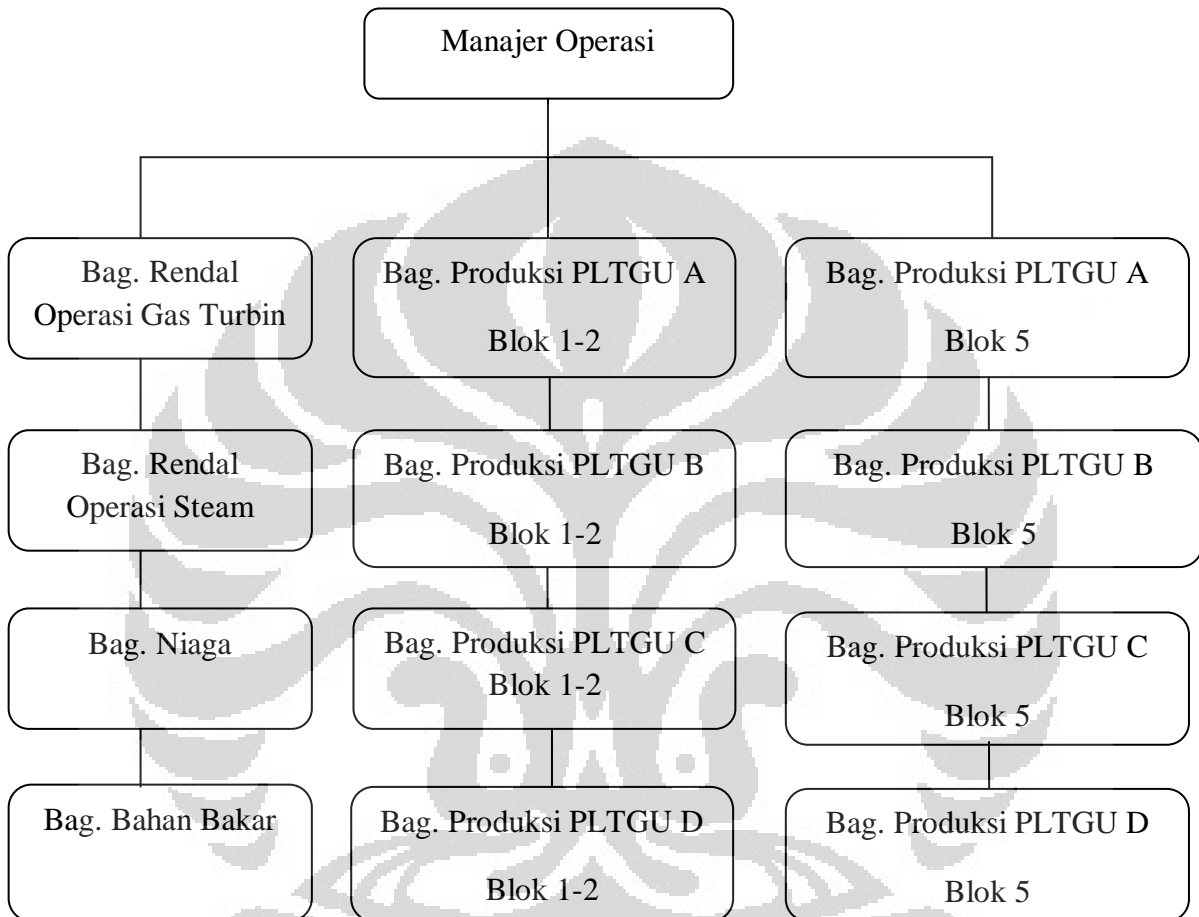 Manajer Operasi
Bag. Rendal
Operasi Gas Turbin
Bag. Produksi PLTGU A
Blok 1-2
Bag. Produksi PLTGU A
Blok 5
Bag. Rendal
Operasi Steam
Bag. Produksi PLTGU B
Blok 1-2
Bag. Produksi PLTGU B
Blok 5
Bag. Niaga
Bag. Produksi PLTGU C
Blok 1-2
Bag. Produksi PLTGU C
Blok 5
Bag. Bahan Bakar
Bag. Produksi PLTGU D
Blok 1-2
Bag. Produksi PLTGU D
Blok 5